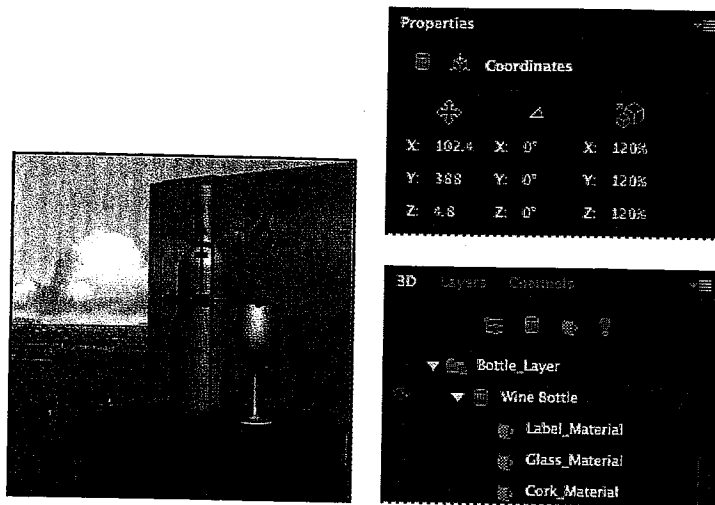 Properties
Coordinates
X: 102.4 X: 0° X: 120%
Y: 388 Y: 0° Y: 120%
Z: 4.8 Z: 0° Z: 120%
3D Layers Channels
Bottle_Layer
Wine Bottle
Label_Material
Glass_Material
Cork_Material